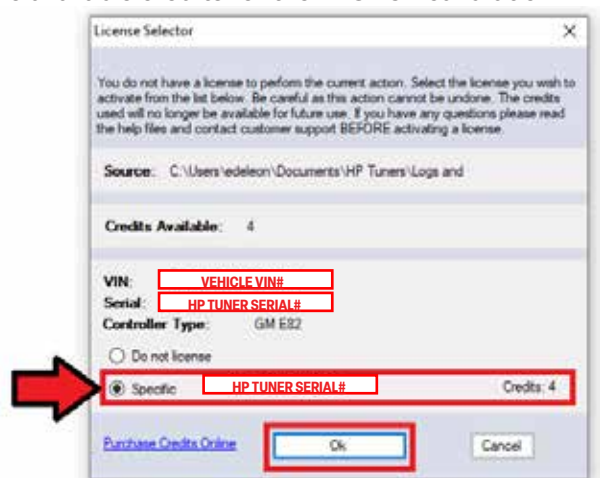 License Selector
You do not have a license to perform the current action. Select the license you wish to
activate from the list below. Be careful as this action cannot be undone. The credits
used will no longer be available for future use. If you have any questions please read
the help files and contact customer support BEFORE activating a license.
Source: C:\Users\edeleon\Documents\HP Tuners\Logs and
Credits Available: 4
VIN: VEHICLE VIN#
Serial: HP TUNER SERIAL#
Controller Type: GM E82
Do not license
Specific HP TUNER SERIAL# Credits: 4
Purchase Credits Online Ok Cancel